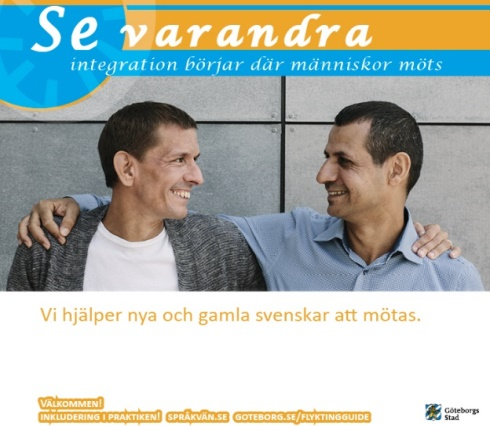 Se varandra
integration börjar där människor möts
Vi hjälper nya och gamla svenskar att mötas.
VÄLKOMMEN!
INKLUDERING I PRAKTIKEN! SPRÅKVÄN.SE GOTEBORG.SE/FLYKTINGGUIDE
Göteborgs
Stad